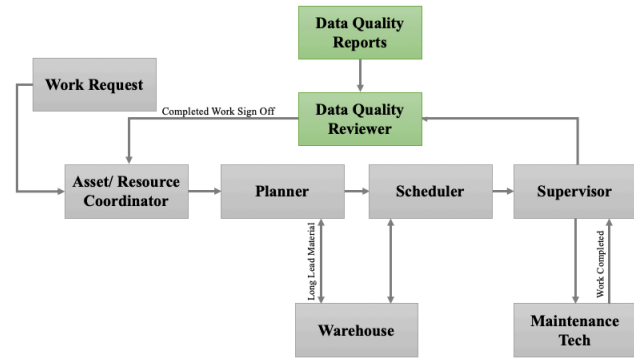 Data Quality
Reports
Work Request
Completed Work Sign Off
Data Quality
Reviewer
Asset/ Resource
Coordinator
Planner
Scheduler
Supervisor
Long Lead Material
Work Completed
Warehouse
Maintenance
Tech